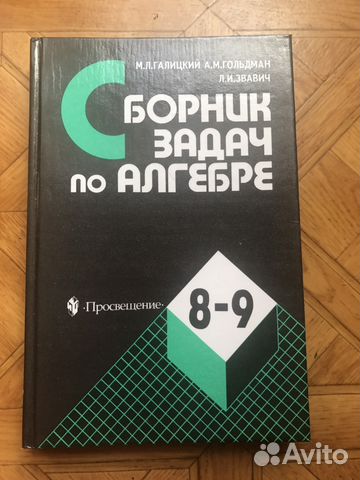 М.Л.ГАЛИЦКИЙ А.М.ГОЛЬДМАН
Л.И.ЗВАВИЧ
СБОРНИК
ЗАДАЧ
ПО АЛГЕБРЕ
·Просвещение·
8-9
Avito